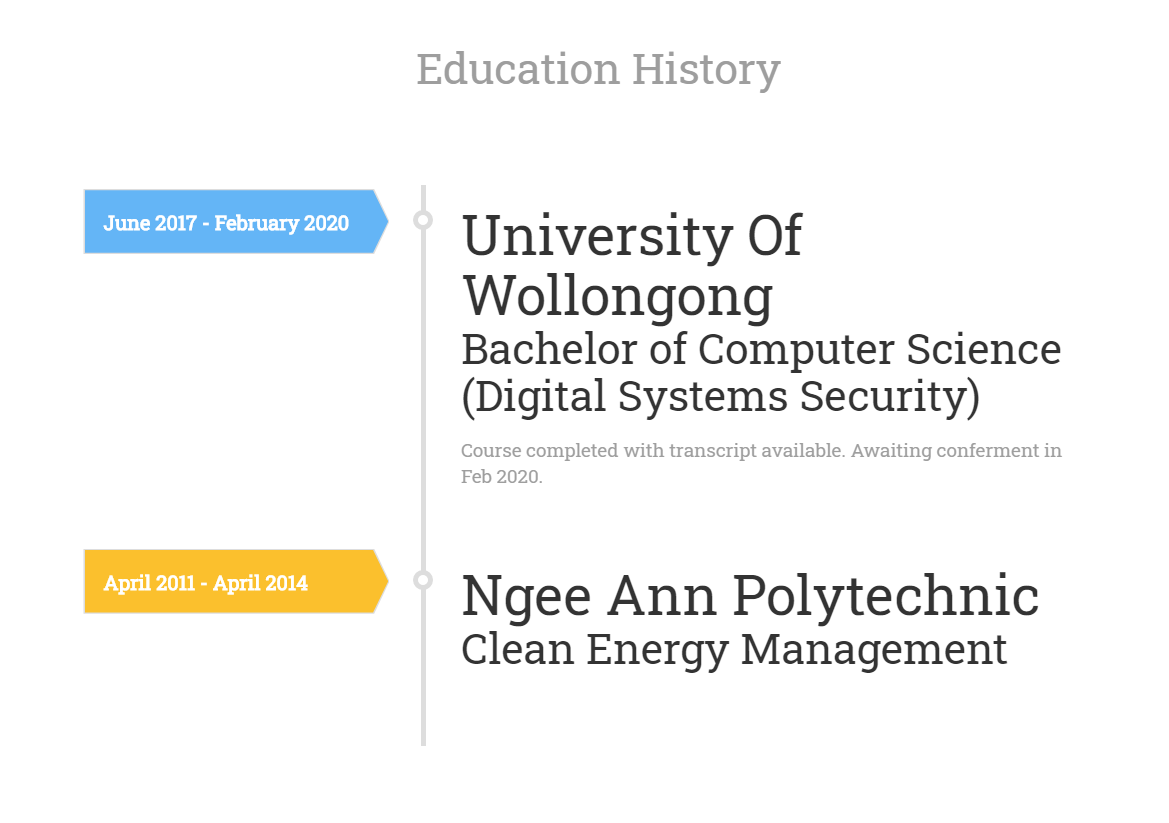 Education History
June 2017 - February 2020
University Of
Wollongong
Bachelor of Computer Science
(Digital Systems Security)
Course completed with transcript available. Awaiting conferment in
Feb 2020.
April 2011 - April 2014
Ngee Ann Polytechnic
Clean Energy Management